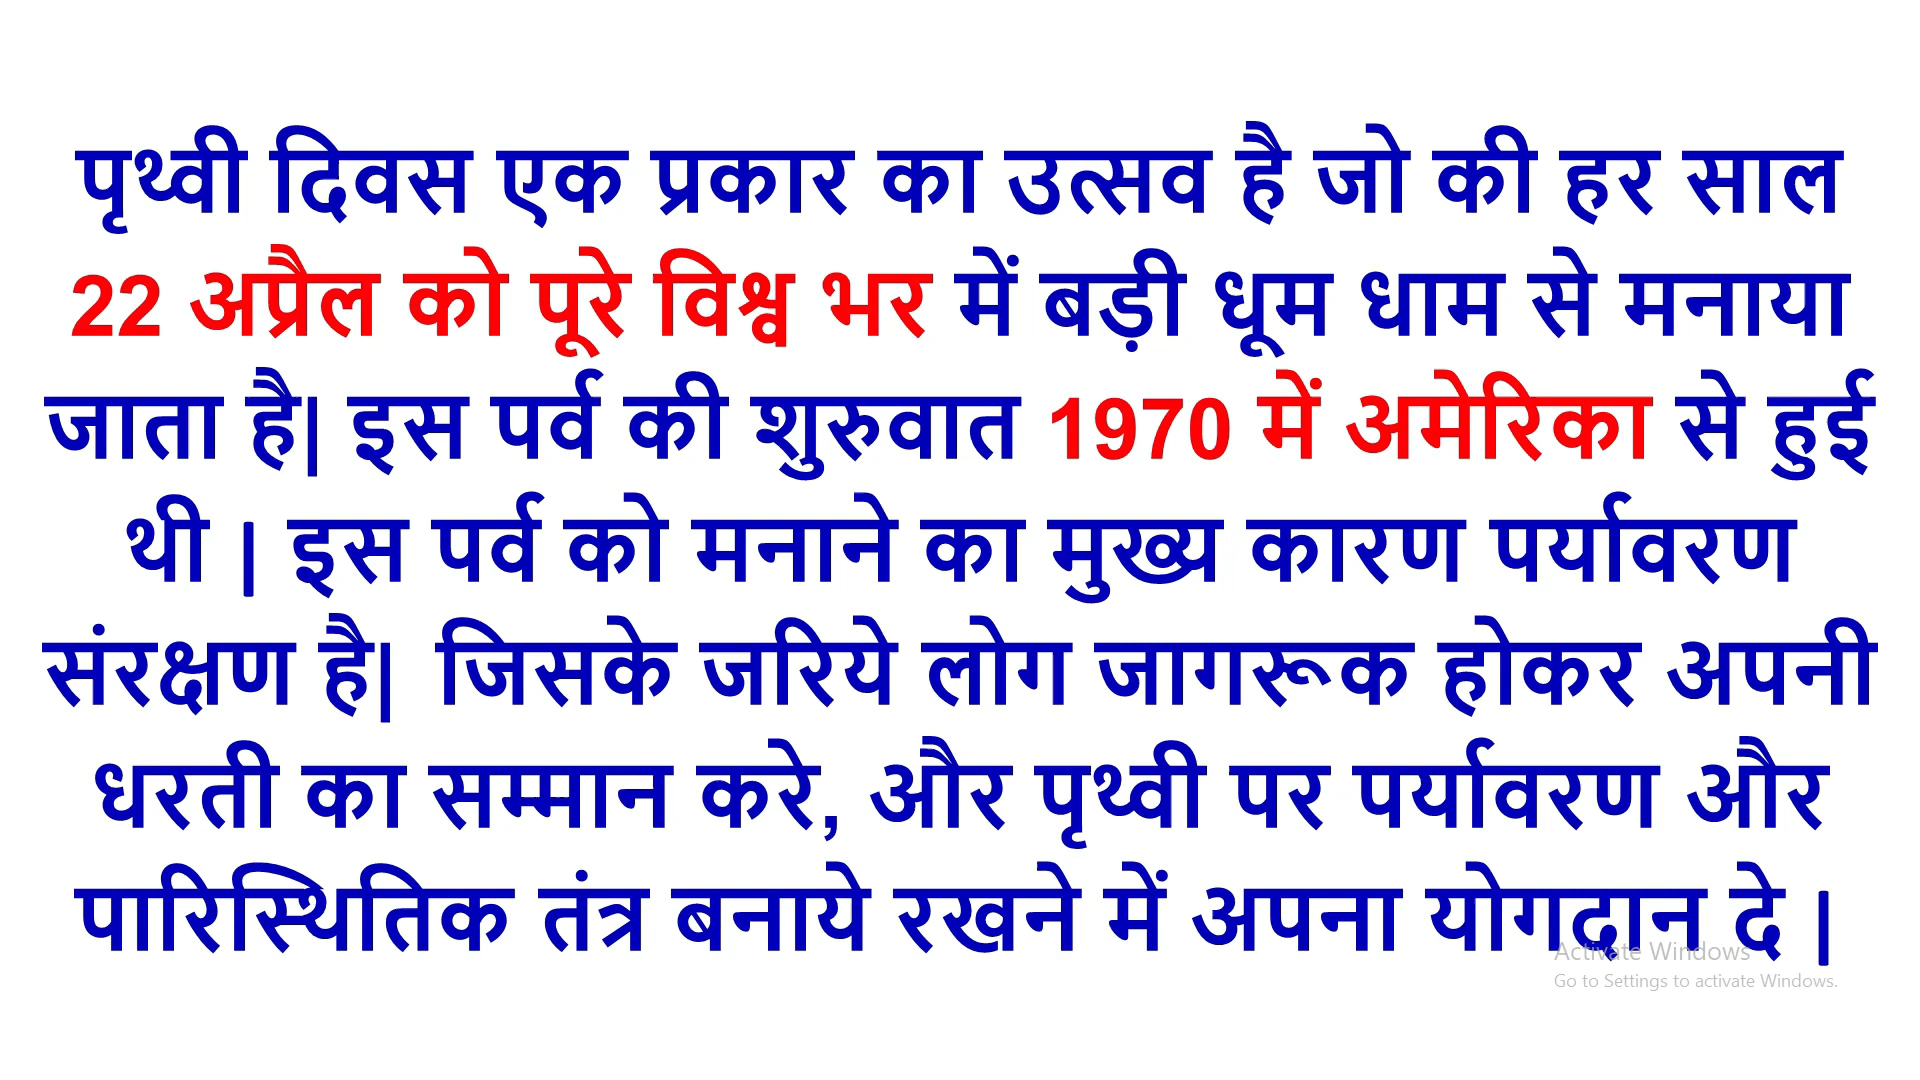 पृथ्वी दिवस एक प्रकार का उत्सव है जो की हर साल
22 अप्रैल को पूरे विश्व भर में बड़ी धूम धाम से मनाया
जाता है| इस पर्व की शुरुवात 1970 में अमेरिका से हुई
थी | इस पर्व को मनाने का मुख्य कारण पर्यावरण
संरक्षण है| जिसके जरिये लोग जागरूक होकर अपनी
धरती का सम्मान करे, और पृथ्वी पर पर्यावरण और
पारिस्थितिक तंत्र बनाये रखने में अपना योगदान दे |
Activate Windows
Go to Settings to activate Windows.